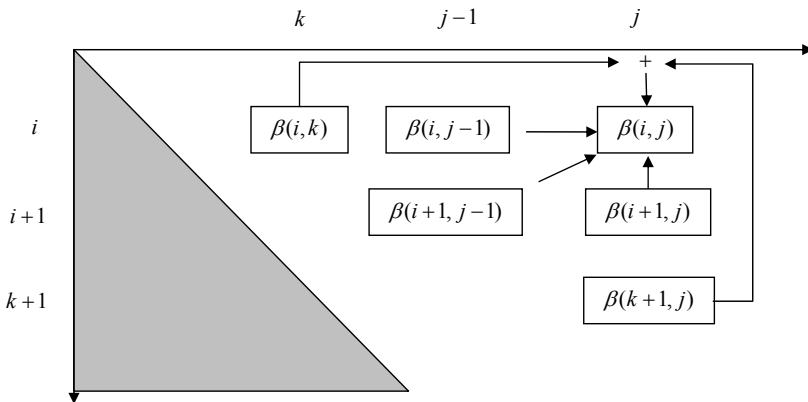 k j−1 j
+
i β(i,k) β(i, j−1) β(i, j)
i+1 β(i+1, j−1) β(i+1, j)
k+1 β(k+1, j)